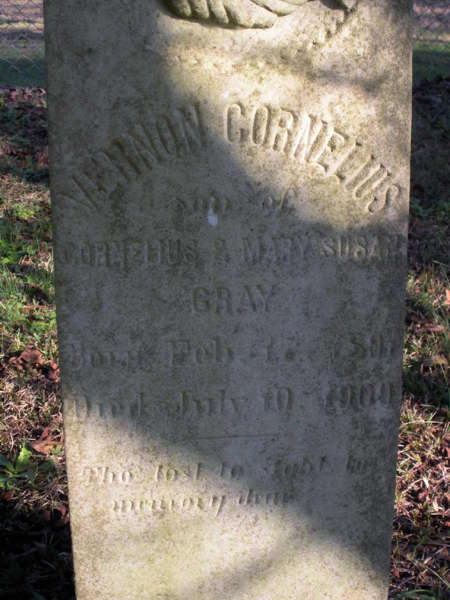 VERNON CORNELIUS
son of
CORNELIUS & MARY SUSAN
GRAY
Born Feb.
Died July 10, 1900
Tho lost to sight
memory dear